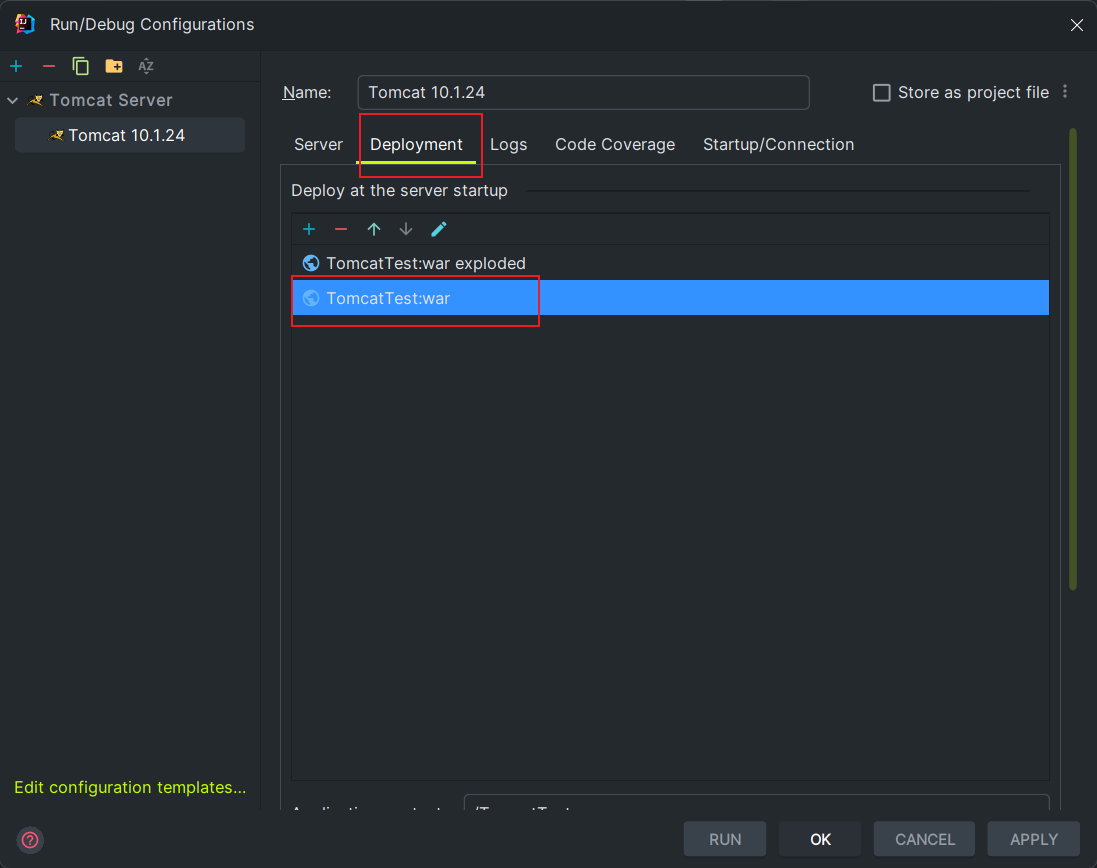 Run/Debug Configurations
AZ
Tomcat Server
Tomcat 10.1.24
Name: Tomcat 10.1.24 Store as project file
Server Deployment Logs Code Coverage Startup/Connection
Deploy at the server startup
TomcatTest:war exploded
TomcatTest:war
Edit configuration templates...
RUN OK CANCEL APPLY